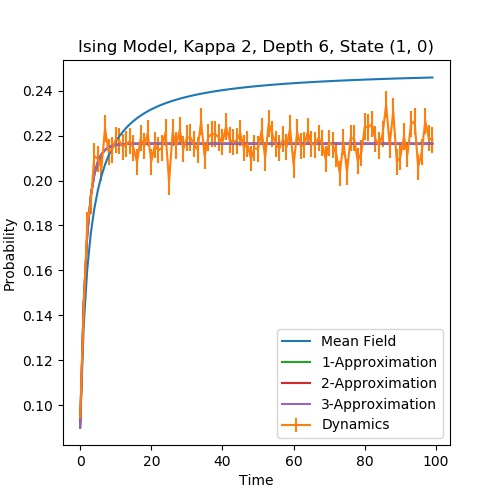 Ising Model, Kappa 2, Depth 6, State (1, 0)
Probability
0.24
0.22
0.20
0.18
0.16
0.14
0.12
0.10
Mean Field
1-Approximation
2-Approximation
3-Approximation
Dynamics
0 20 40 60 80 100
Time